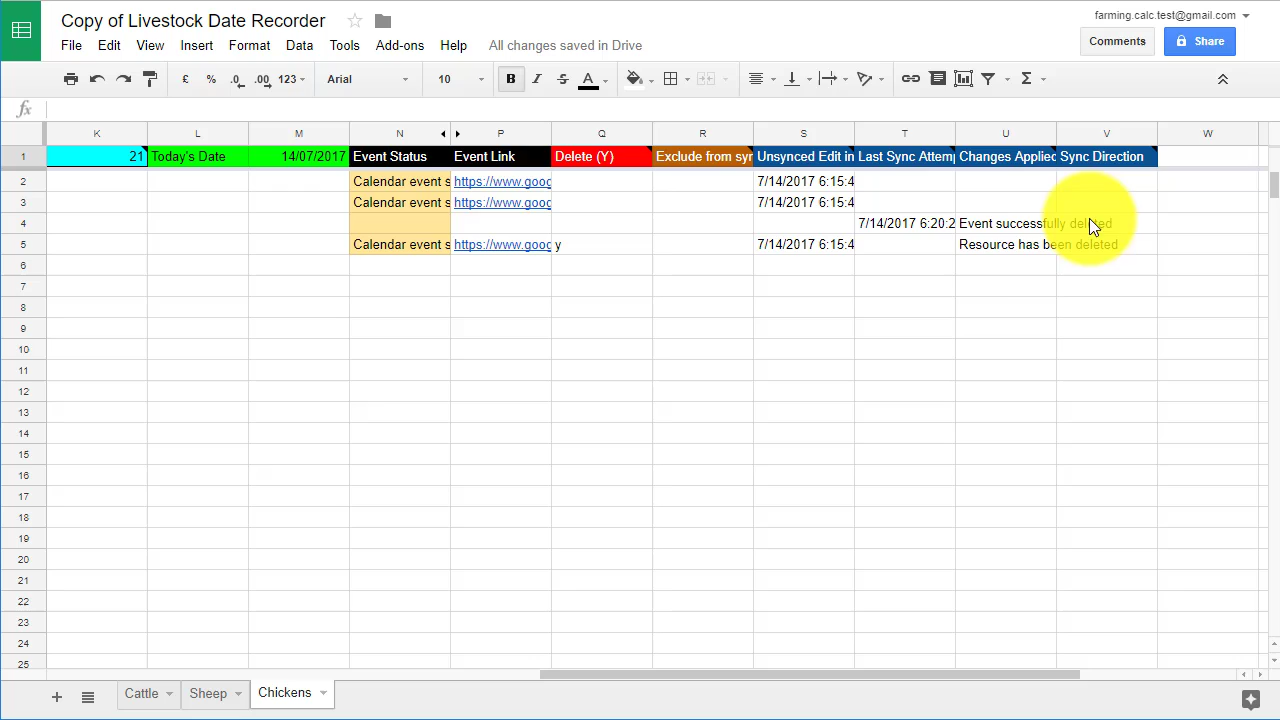 Copy of Livestock Date Recorder
farming.calc.test@gmail.com
File Edit View Insert Format Data Tools Add-ons Help All changes saved in Drive
Comments Share
£ % .0 .00 123 Arial 10 B I S A Σ
fx
K L M N P Q R S T U V W
1 21 Today's Date 14/07/2017 Event Status Event Link Delete (Y) Exclude from syn Unsynced Edit in Last Sync Attemp Changes Applied Sync Direction
2 Calendar event s https://www.goog 7/14/2017 6:15:4
3 Calendar event s https://www.goog 7/14/2017 6:15:4
4 7/14/2017 6:20:2 Event successfully deleted
5 Calendar event s https://www.goog y 7/14/2017 6:15:4 Resource has been deleted
6
7
8
9
10
11
12
13
14
15
16
17
18
19
20
21
22
23
24
25
+ Cattle Sheep Chickens